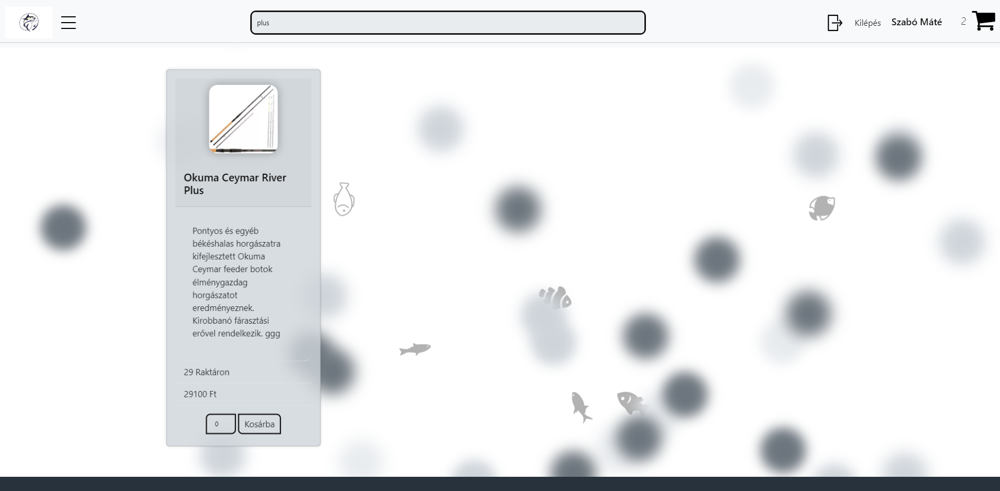 plus
Kilépés
Szabó Máté
2
Okuma Ceymar River
Plus
Pontyos és egyéb
békéshalas horgászatra
kifejlesztett Okuma
Ceymar feeder botok
élménygazdag
horgászatot
eredményeznek.
Kirobbanó fárasztási
erővel rendelkezik. ggg
29 Raktáron
29100 Ft
0
Kosárba